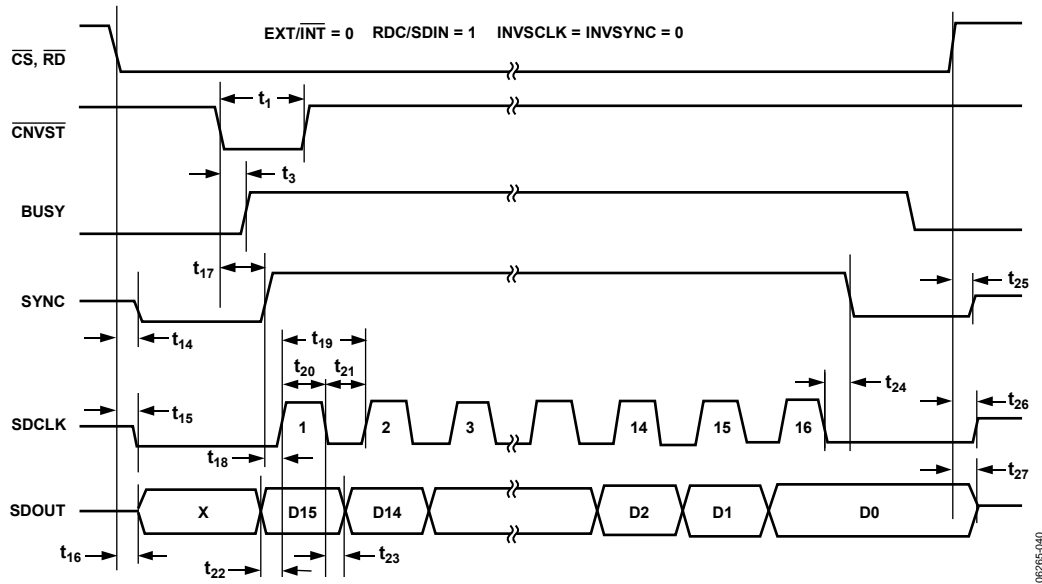 EXT/INT = 0 RDC/SDIN = 1 INVSCLK = INVSYNC = 0
CS, RD
t1
CNVST
t3
BUSY
t17
SYNC
t25
t14
t19
t20
t21
t24
t15
t26
SDCLK
1
2
3
14
15
16
t18
t27
SDOUT
X
D15
D14
D2
D1
D0
t16
t22
t23
06265-040